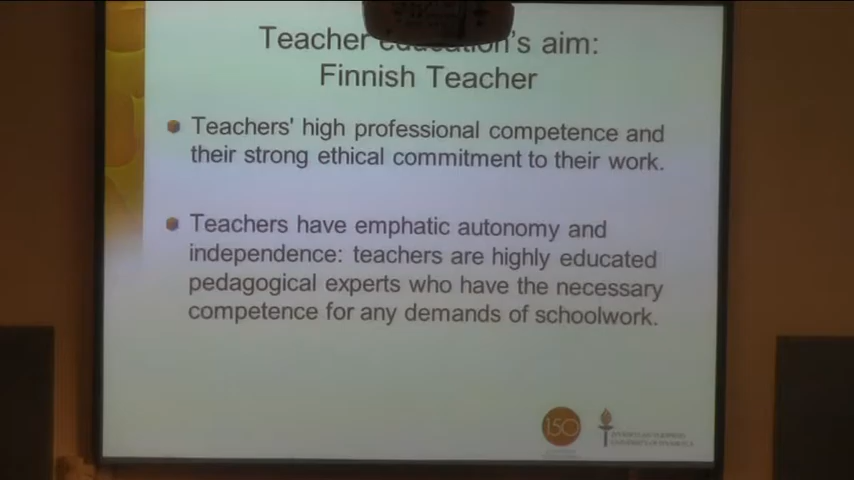 Teacher education's aim:
Finnish Teacher
Teachers' high professional competence and
their strong ethical commitment to their work.
Teachers have emphatic autonomy and
independence: teachers are highly educated
pedagogical experts who have the necessary
competence for any demands of schoolwork.
150